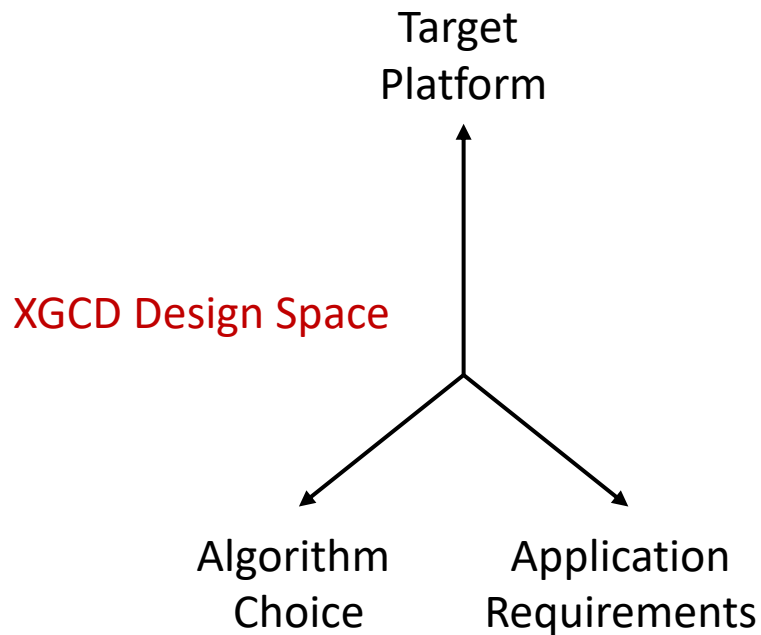 Target
Platform
XGCD Design Space
Algorithm
Choice
Application
Requirements